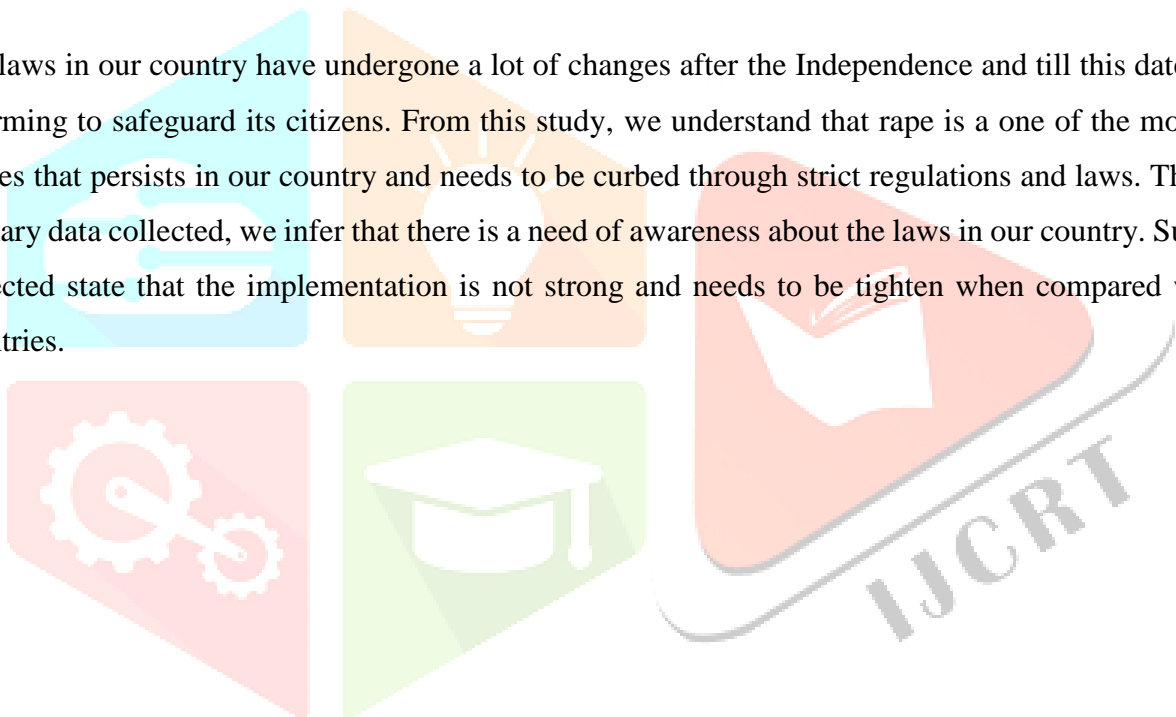 laws in our country have undergone a lot of changes after the Independence and till this date
rming to safeguard its citizens. From this study, we understand that rape is a one of the mo
es that persists in our country and needs to be curbed through strict regulations and laws. Th
ary data collected, we infer that there is a need of awareness about the laws in our country. Su
ected state that the implementation is not strong and needs to be tighten when compared
ntries.
IJCRT